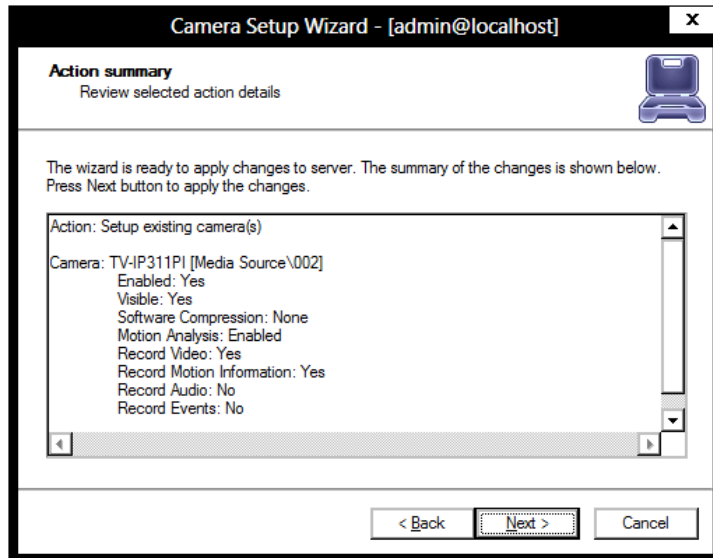 Camera Setup Wizard - [admin@localhost]
x
Action summary
Review selected action details
The wizard is ready to apply changes to server. The summary of the changes is shown below.
Press Next button to apply the changes.
Action: Setup existing camera(s)
Camera: TV-IP311PI [Media Source\002]
Enabled: Yes
Visible: Yes
Software Compression: None
Motion Analysis: Enabled
Record Video: Yes
Record Motion Information: Yes
Record Audio: No
Record Events: No
< Back
Next >
Cancel